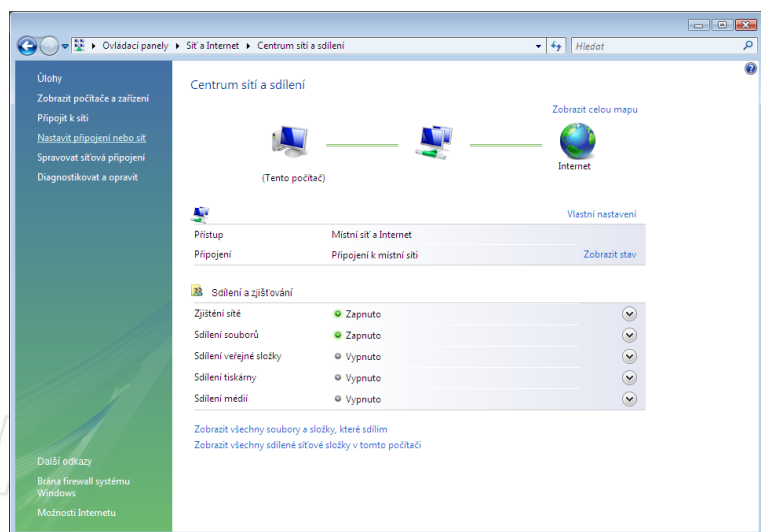 Ovládací panely ▸ Síť a Internet ▸ Centrum sítí a sdílení
Hledat
Úlohy
Zobrazit počítače a zařízení
Připojit k síti
Nastavit připojení nebo síť
Spravovat síťová připojení
Diagnostikovat a opravit
Centrum sítí a sdílení
Zobrazit celou mapu
(Tento počítač)
Internet
Vlastní nastavení
Přístup Místní síť a Internet
Připojení Připojení k místní síti Zobrazit stav
Sdílení a zjišťování
Zjištění sítě Zapnuto
Sdílení souborů Zapnuto
Sdílení veřejné složky Vypnuto
Sdílení tiskárny Vypnuto
Sdílení médií Vypnuto
Zobrazit všechny soubory a složky, které sdílím
Zobrazit všechny sdílené síťové složky v tomto počítači
Další odkazy
Brána firewall systému
Windows
Možnosti Internetu